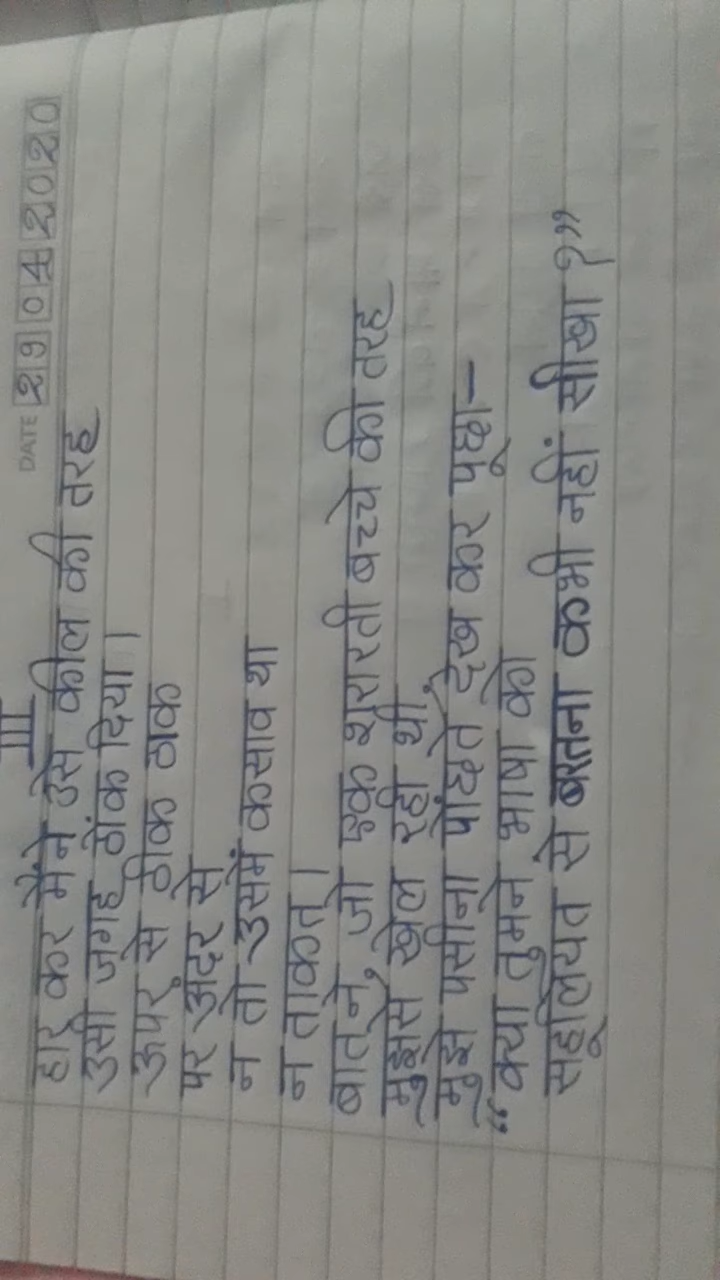 DATE 29 04 2020
III
हार कर मैंने उसे कील की तरह
उसी जगह ठोंक दिया।
ऊपर से ठीक ठाक
पर अंदर से
न तो उसमें कसाव था
न ताकत।
बात ने, जो एक शरारती बच्चे की तरह
मुझसे खेल रही थी,
मुझे पसीना पोंछते देख कर पूछा—
“क्या तुमने भाषा को
सहूलियत से बरतना कभी नहीं सीखा?”